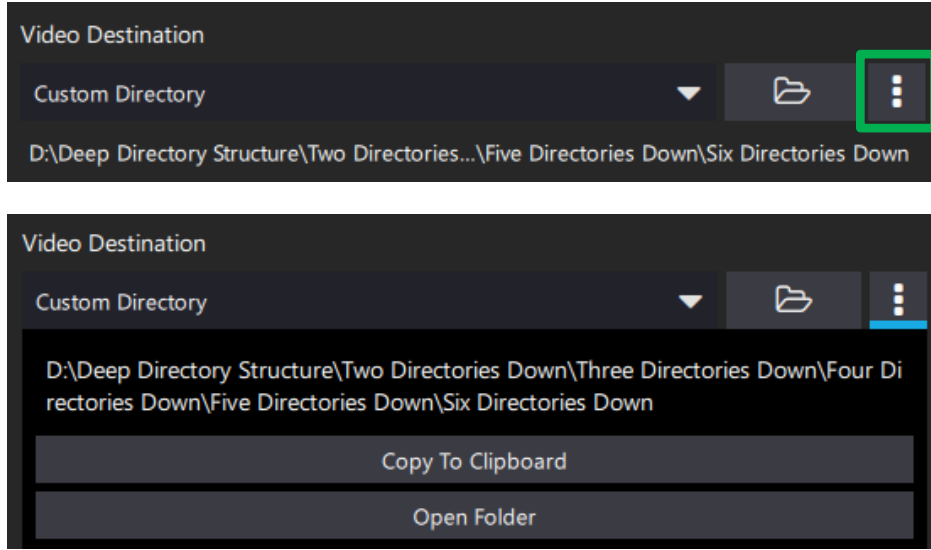 Video Destination
Custom Directory
D:\Deep Directory Structure\Two Directories...\Five Directories Down\Six Directories Down
Video Destination
Custom Directory
D:\Deep Directory Structure\Two Directories Down\Three Directories Down\Four Di
rectories Down\Five Directories Down\Six Directories Down
Copy To Clipboard
Open Folder